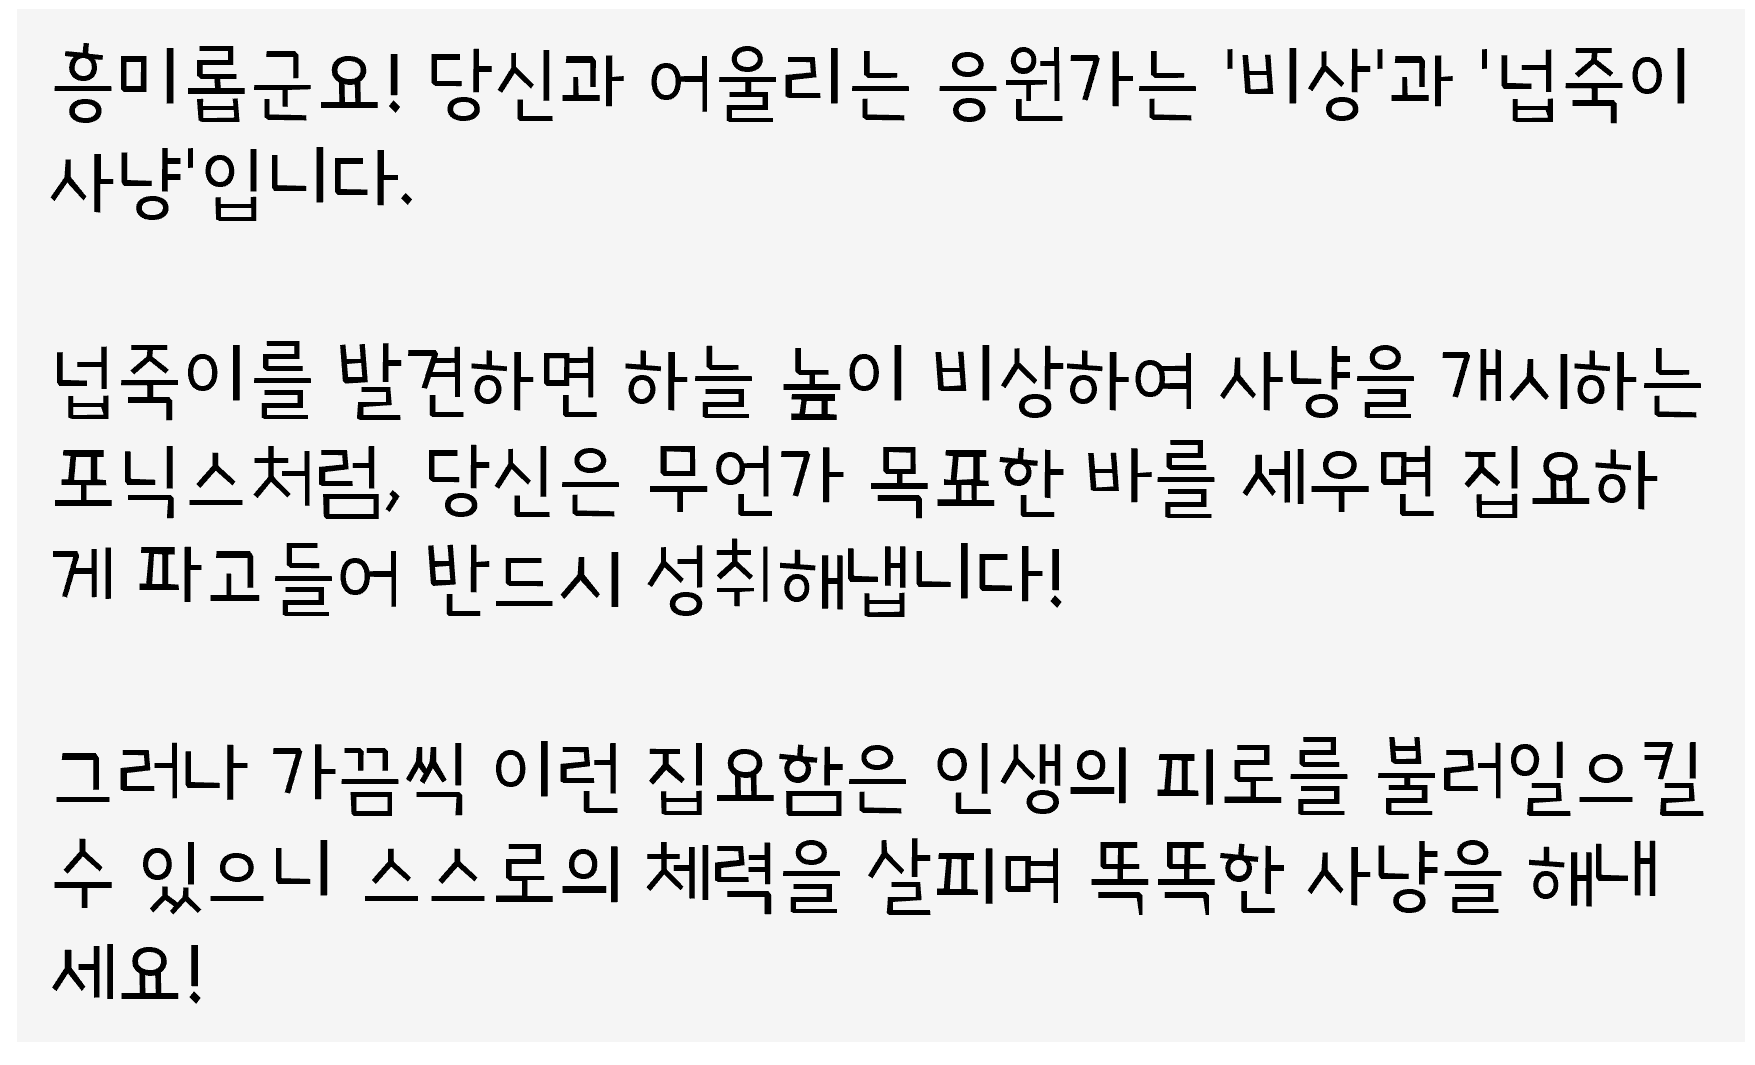 흥미롭군요! 당신과 어울리는 응원가는 '비상'과 '넙죽이
사냥'입니다.
넙죽이를 발견하면 하늘 높이 비상하여 사냥을 개시하는
포닉스처럼, 당신은 무언가 목표한 바를 세우면 집요하
게 파고들어 반드시 성취해냅니다!
그러나 가끔씩 이런 집요함은 인생의 피로를 불러일으킬
수 있으니 스스로의 체력을 살피며 똑똑한 사냥을 해내
세요!